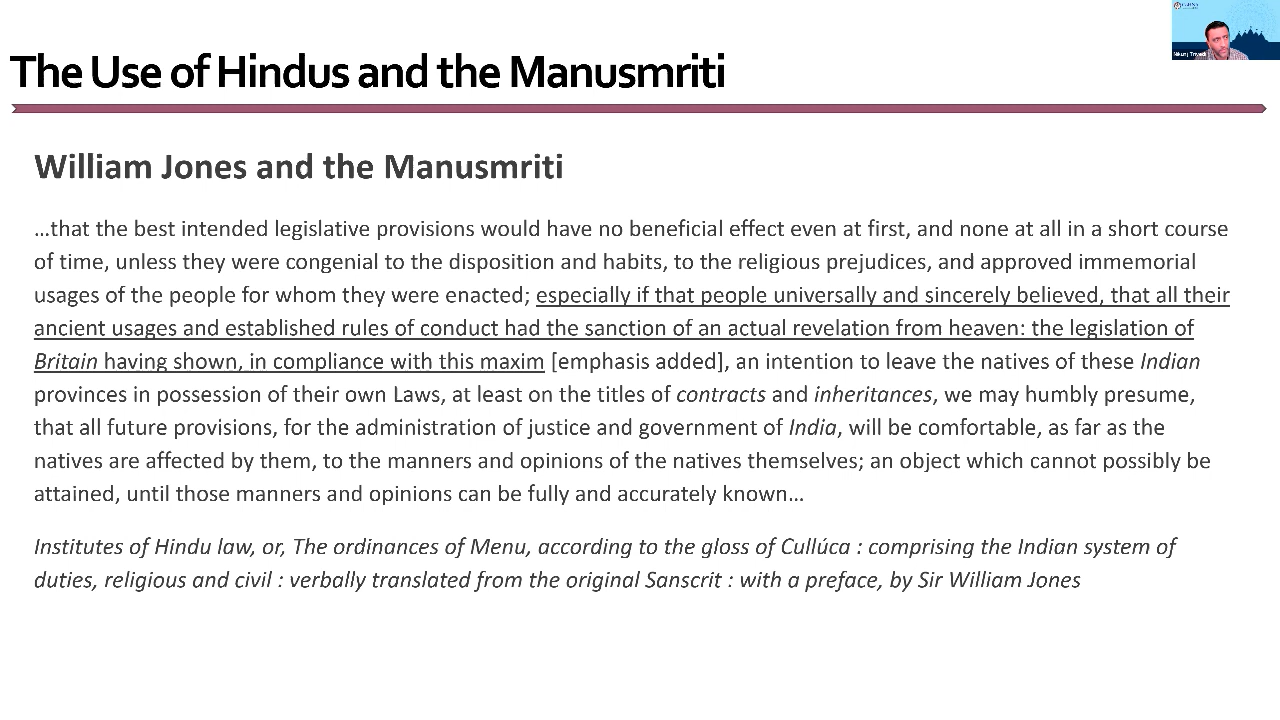 The Use of Hindus and the Manusmriti
William Jones and the Manusmriti
…that the best intended legislative provisions would have no beneficial effect even at first, and none at all in a short course
of time, unless they were congenial to the disposition and habits, to the religious prejudices, and approved immemorial
usages of the people for whom they were enacted; especially if that people universally and sincerely believed, that all their
ancient usages and established rules of conduct had the sanction of an actual revelation from heaven: the legislation of
Britain having shown, in compliance with this maxim [emphasis added], an intention to leave the natives of these Indian
provinces in possession of their own Laws, at least on the titles of contracts and inheritances, we may humbly presume,
that all future provisions, for the administration of justice and government of India, will be comfortable, as far as the
natives are affected by them, to the manners and opinions of the natives themselves; an object which cannot possibly be
attained, until those manners and opinions can be fully and accurately known…
Institutes of Hindu law, or, The ordinances of Menu, according to the gloss of Cullúca : comprising the Indian system of
duties, religious and civil : verbally translated from the original Sanscrit : with a preface, by Sir William Jones
Nikunj Trivedi